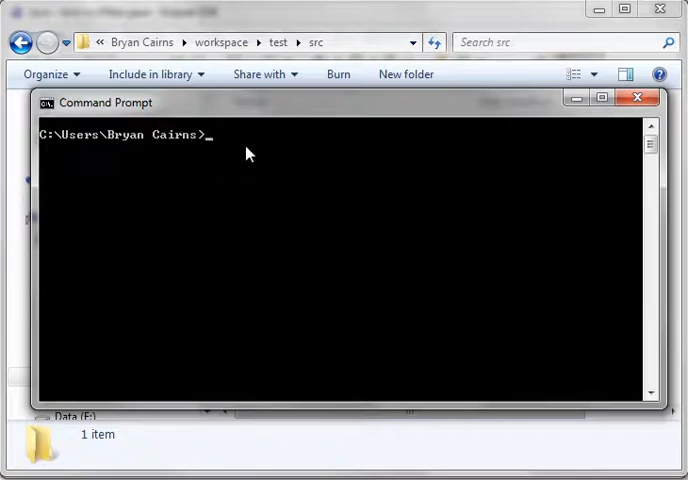 « Bryan Cairns ▸ workspace ▸ test ▸ src
Search src
Organize ▾ Include in library ▾ Share with ▾ Burn New folder
Command Prompt
C:\Users\Bryan Cairns>_
Data (F:)
1 item